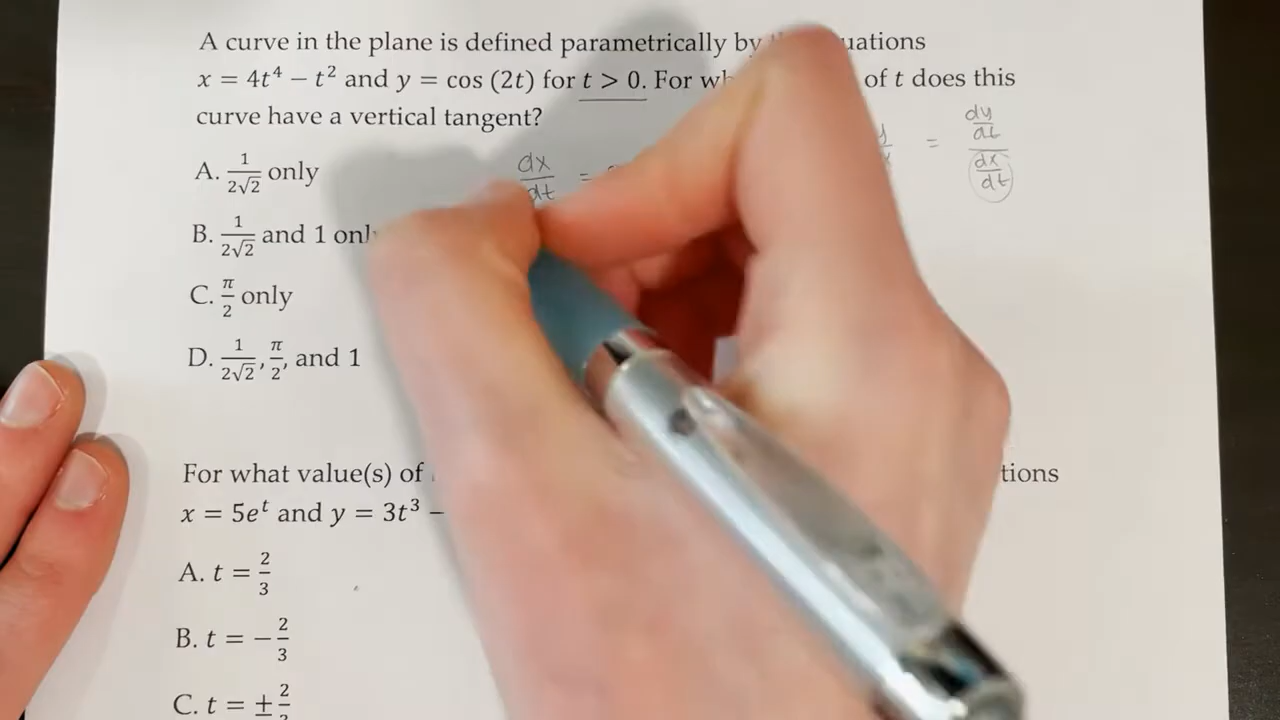 A curve in the plane is defined parametrically by
x = 4t⁴ − t² and y = cos (2t) for t > 0. For of t does this
curve have a vertical tangent?
A. 1/(2√2) only
dx/dt =
= (dy/dt)/(dx/dt)
B. 1/(2√2) and 1
C. π/2 only
D. 1/(2√2), π/2, and 1
For what value(s) of
x = 5eᵗ and y = 3t³ −
A. t = 2/3
B. t = −2/3
C. t = ±